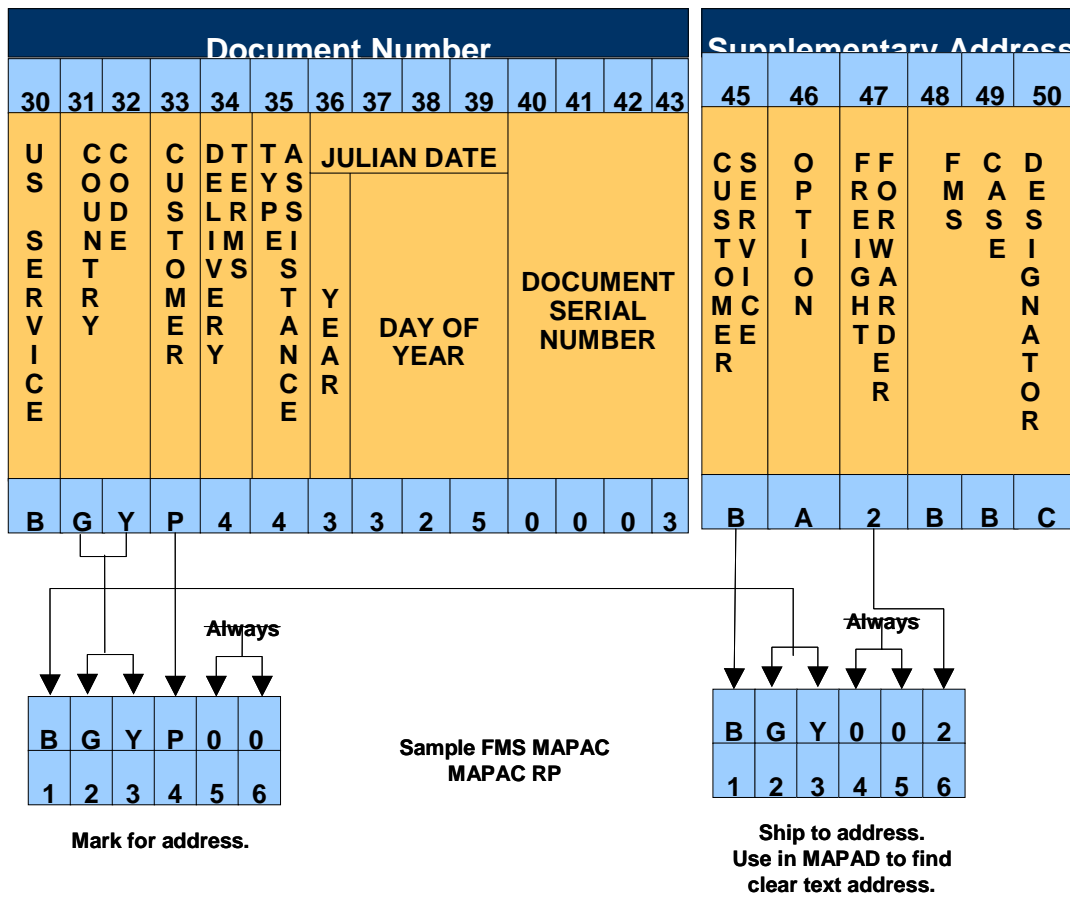 Document Number
30 31 32 33 34 35 36 37 38 39 40 41 42 43
US SERVICE
COUNTRY CODE
CUSTOMER
DELIVERY TERMS
TYPE ASSISTANCE
JULIAN DATE
YEAR
DAY OF
YEAR
DOCUMENT
SERIAL
NUMBER
B G Y P 4 4 3 3 2 5 0 0 0 3
Supplementary Address
45 46 47 48 49 50
CUSTOMER SERVICE
OPTION
FREIGHT FORWARDER
FMS CASE DESIGNATOR
B A 2 B B C
Always
B G Y P 0 0
1 2 3 4 5 6
Mark for address.
Sample FMS MAPAC
MAPAC RP
Always
B G Y 0 0 2
1 2 3 4 5 6
Ship to address.
Use in MAPAD to find
clear text address.